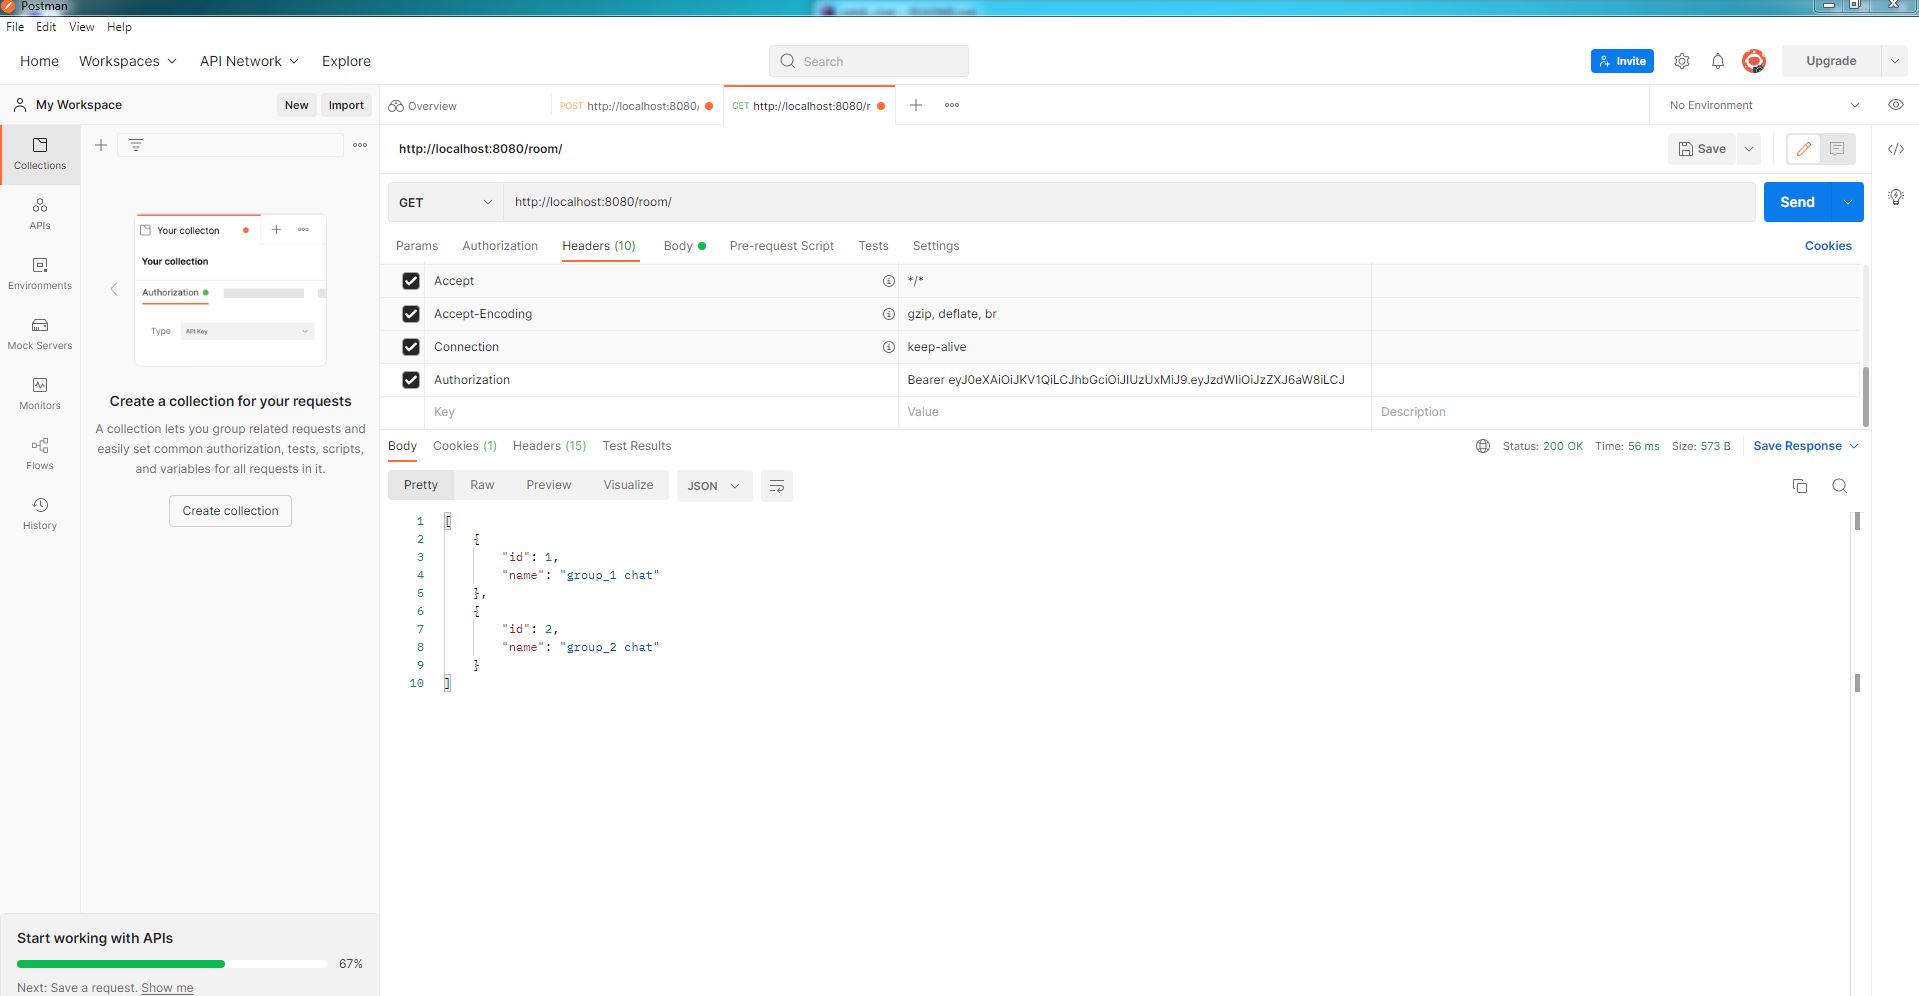 Postman
File Edit View Help
Home Workspaces API Network Explore
Search
Invite
Upgrade
My Workspace
New Import
Overview
POST http://localhost:8080/
GET http://localhost:8080/r
No Environment
Collections
APIs
Environments
Mock Servers
Monitors
Flows
History
Your collecton
Your collection
Authorization
Type API Key
Create a collection for your requests
A collection lets you group related requests and
easily set common authorization, tests, scripts,
and variables for all requests in it.
Create collection
Start working with APIs
67%
Next: Save a request. Show me
http://localhost:8080/room/
Save
GET http://localhost:8080/room/
Send
Params Authorization Headers (10) Body Pre-request Script Tests Settings
Cookies
Accept */*
Accept-Encoding gzip, deflate, br
Connection keep-alive
Authorization Bearer eyJ0eXAiOiJKV1QiLCJhbGciOiJIUzUxMiJ9.eyJzdWIiOiJzZXJ6aW8iLCJ
Key Value Description
Body Cookies (1) Headers (15) Test Results
Status: 200 OK Time: 56 ms Size: 573 B Save Response
Pretty Raw Preview Visualize JSON
1 [
2 {
3 "id": 1,
4 "name": "group_1 chat"
5 },
6 {
7 "id": 2,
8 "name": "group_2 chat"
9 }
10 ]